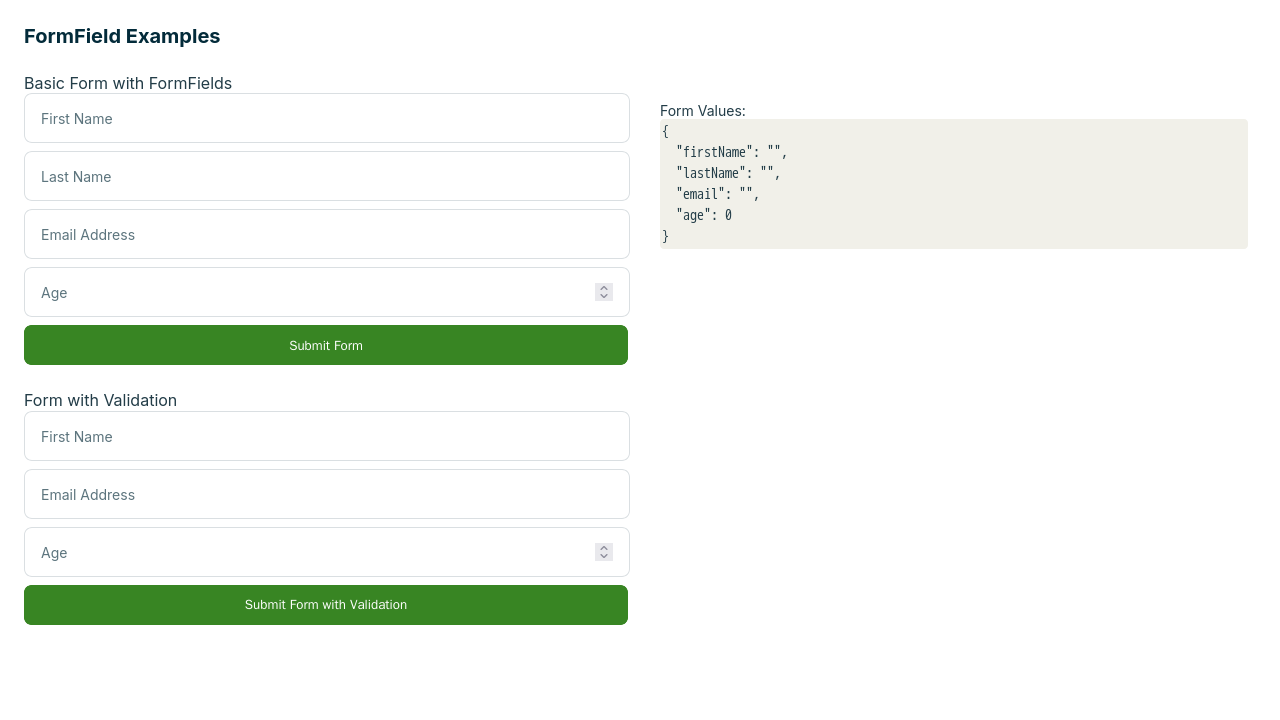 FormField Examples
Basic Form with FormFields
First Name
Last Name
Email Address
Age
Submit Form
Form Values:
{
  "firstName": "",
  "lastName": "",
  "email": "",
  "age": 0
}
Form with Validation
First Name
Email Address
Age
Submit Form with Validation